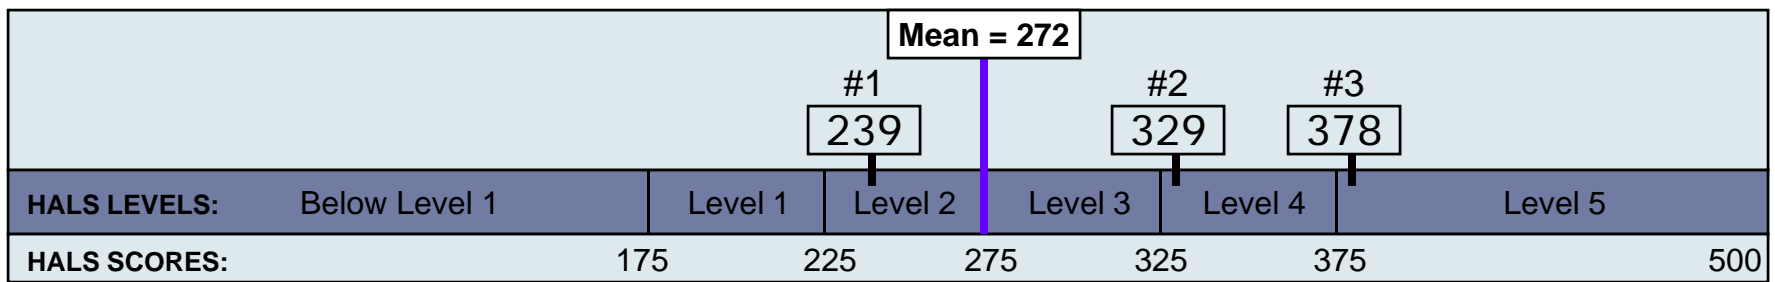 Mean = 272
#1 #2 #3
239 329 378
HALS LEVELS: Below Level 1 Level 1 Level 2 Level 3 Level 4 Level 5
HALS SCORES: 175 225 275 325 375 500